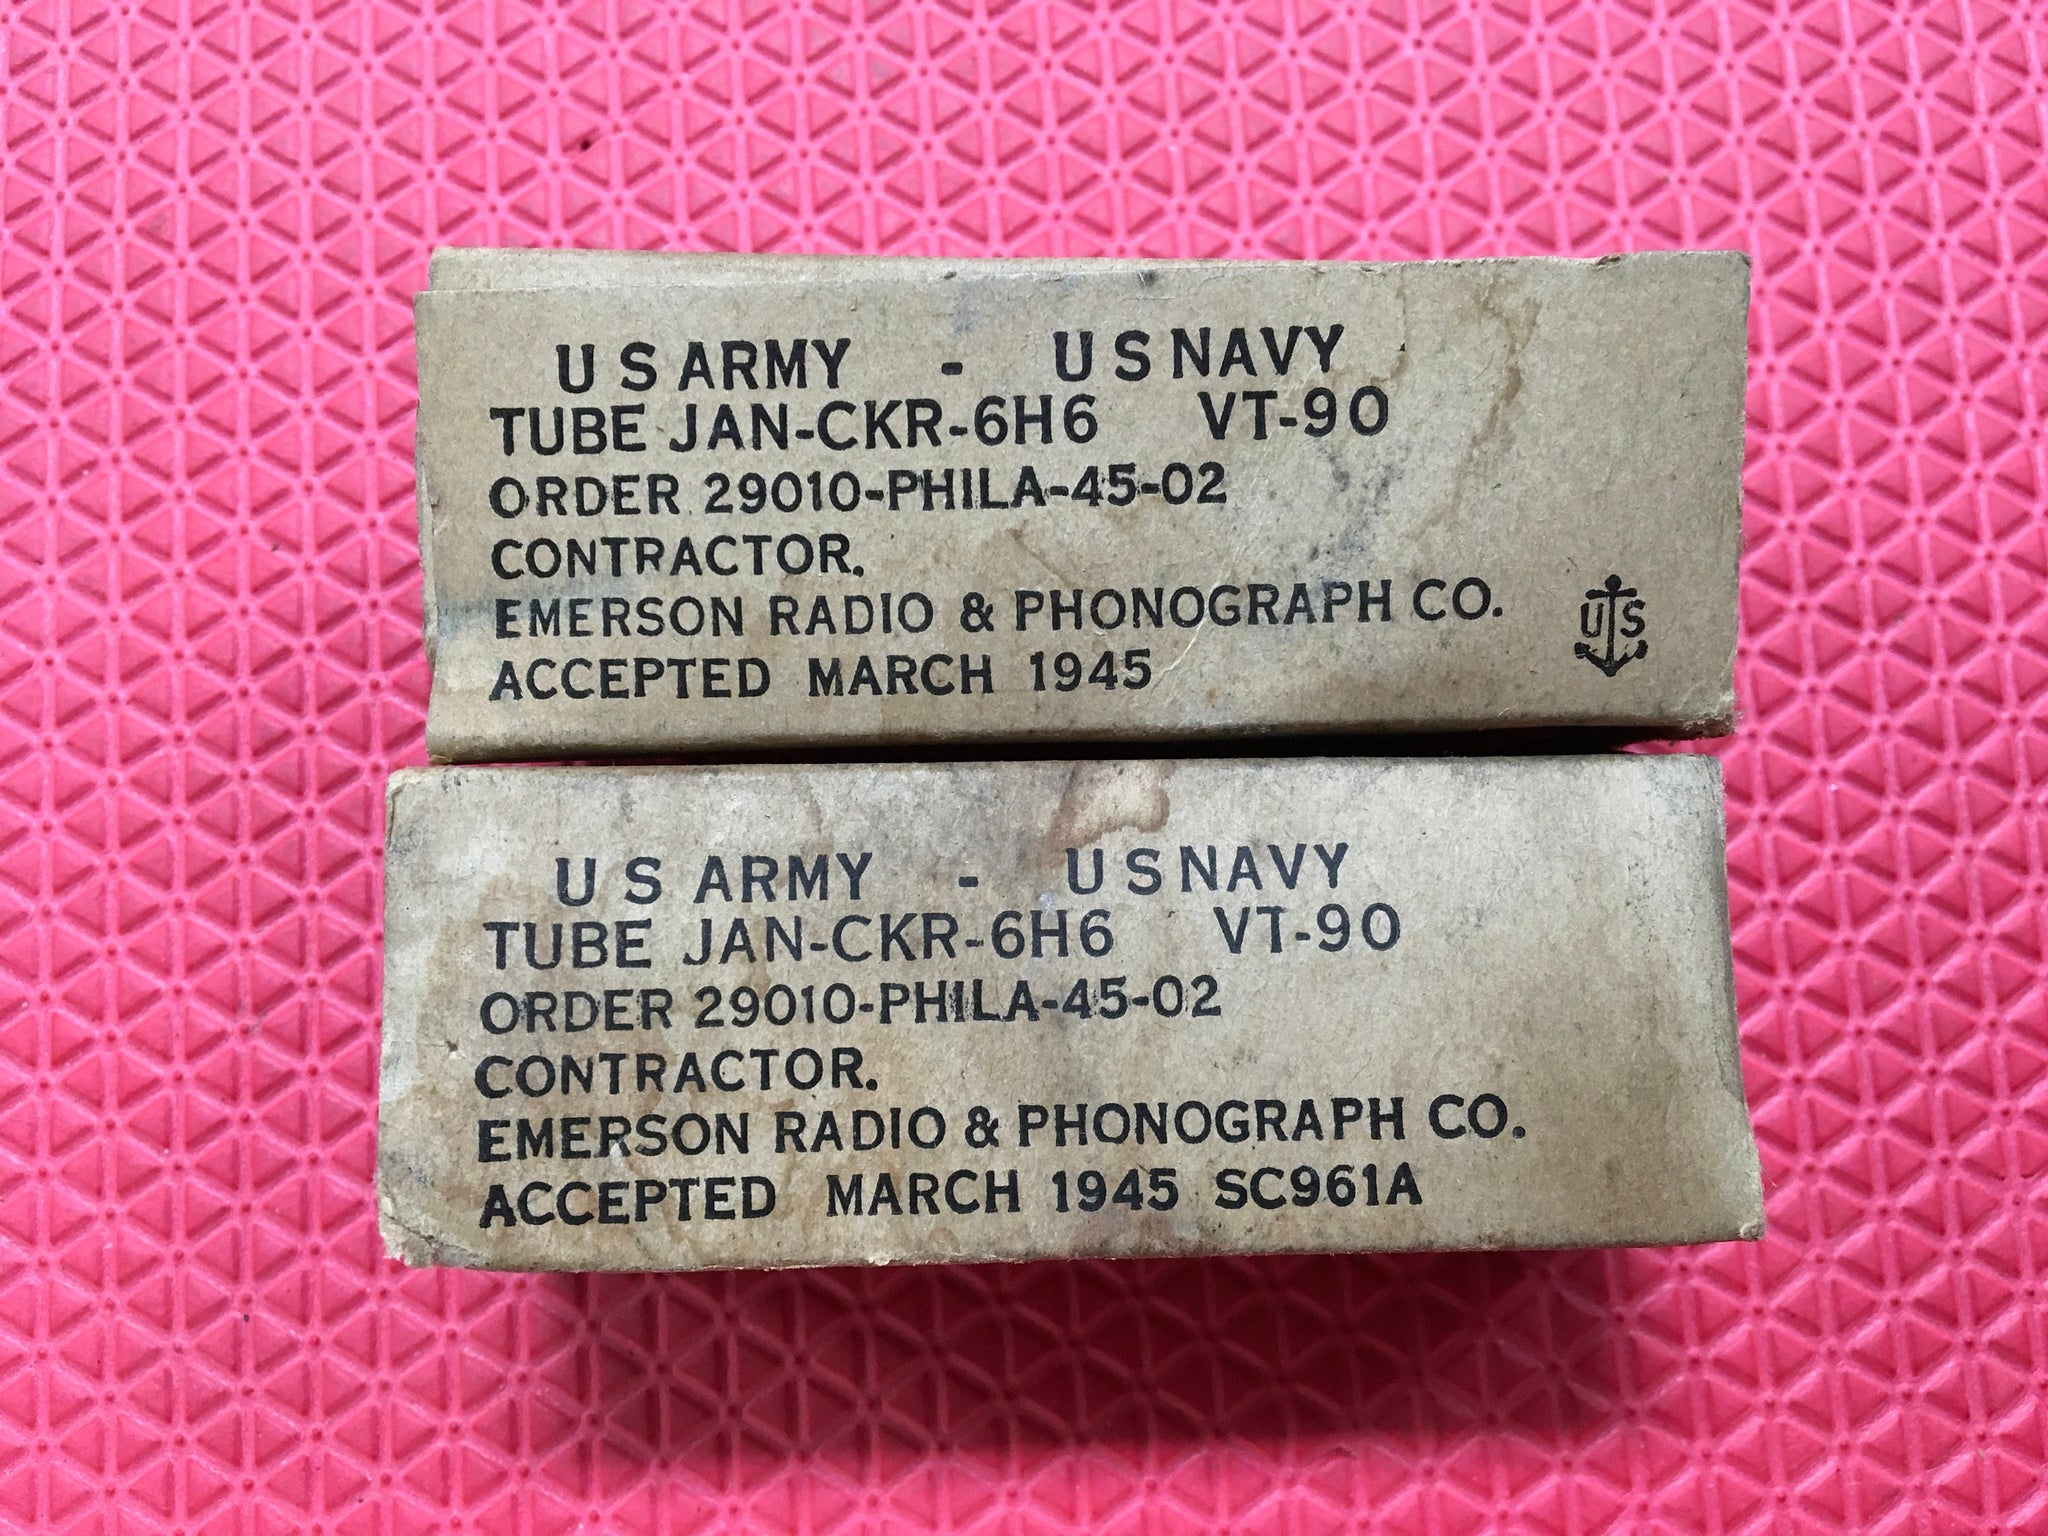 U S ARMY - U S NAVY
TUBE JAN-CKR-6H6 VT-90
ORDER 29010-PHILA-45-02
CONTRACTOR.
EMERSON RADIO & PHONOGRAPH CO.
ACCEPTED MARCH 1945
U S
U S ARMY - U S NAVY
TUBE JAN-CKR-6H6 VT-90
ORDER 29010-PHILA-45-02
CONTRACTOR.
EMERSON RADIO & PHONOGRAPH CO.
ACCEPTED MARCH 1945 SC961A